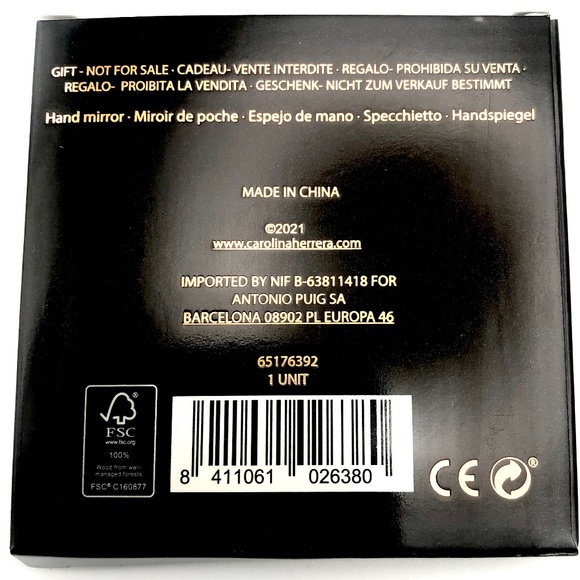 GIFT - NOT FOR SALE · CADEAU- VENTE INTERDITE · REGALO- PROHIBIDA SU VENTA ·
REGALO- PROIBITA LA VENDITA · GESCHENK- NICHT ZUM VERKAUF BESTIMMT
Hand mirror · Miroir de poche · Espejo de mano · Specchietto · Handspiegel
MADE IN CHINA
©2021
www.carolinaherrera.com
IMPORTED BY NIF B-63811418 FOR
ANTONIO PUIG SA
BARCELONA 08902 PL EUROPA 46
65176392
1 UNIT
FSC
www.fsc.org
100%
Wood from well-
managed forests
FSC® C160877
8 411061 026380
CE ®